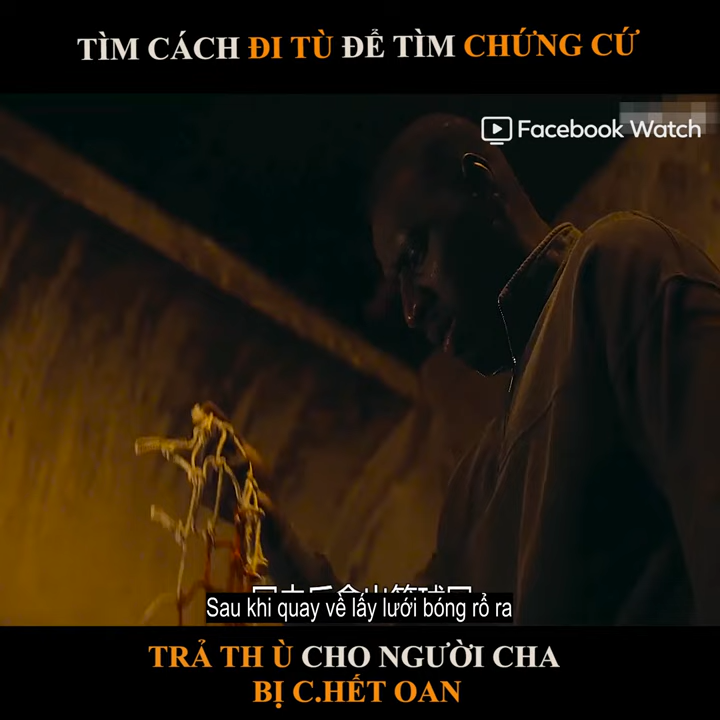 TÌM CÁCH ĐI TÙ ĐỂ TÌM CHỨNG CỨ
Facebook Watch
Sau khi quay về lấy lưới bóng rổ ra
TRẢ TH Ù CHO NGƯỜI CHA
BỊ C.HẾT OAN